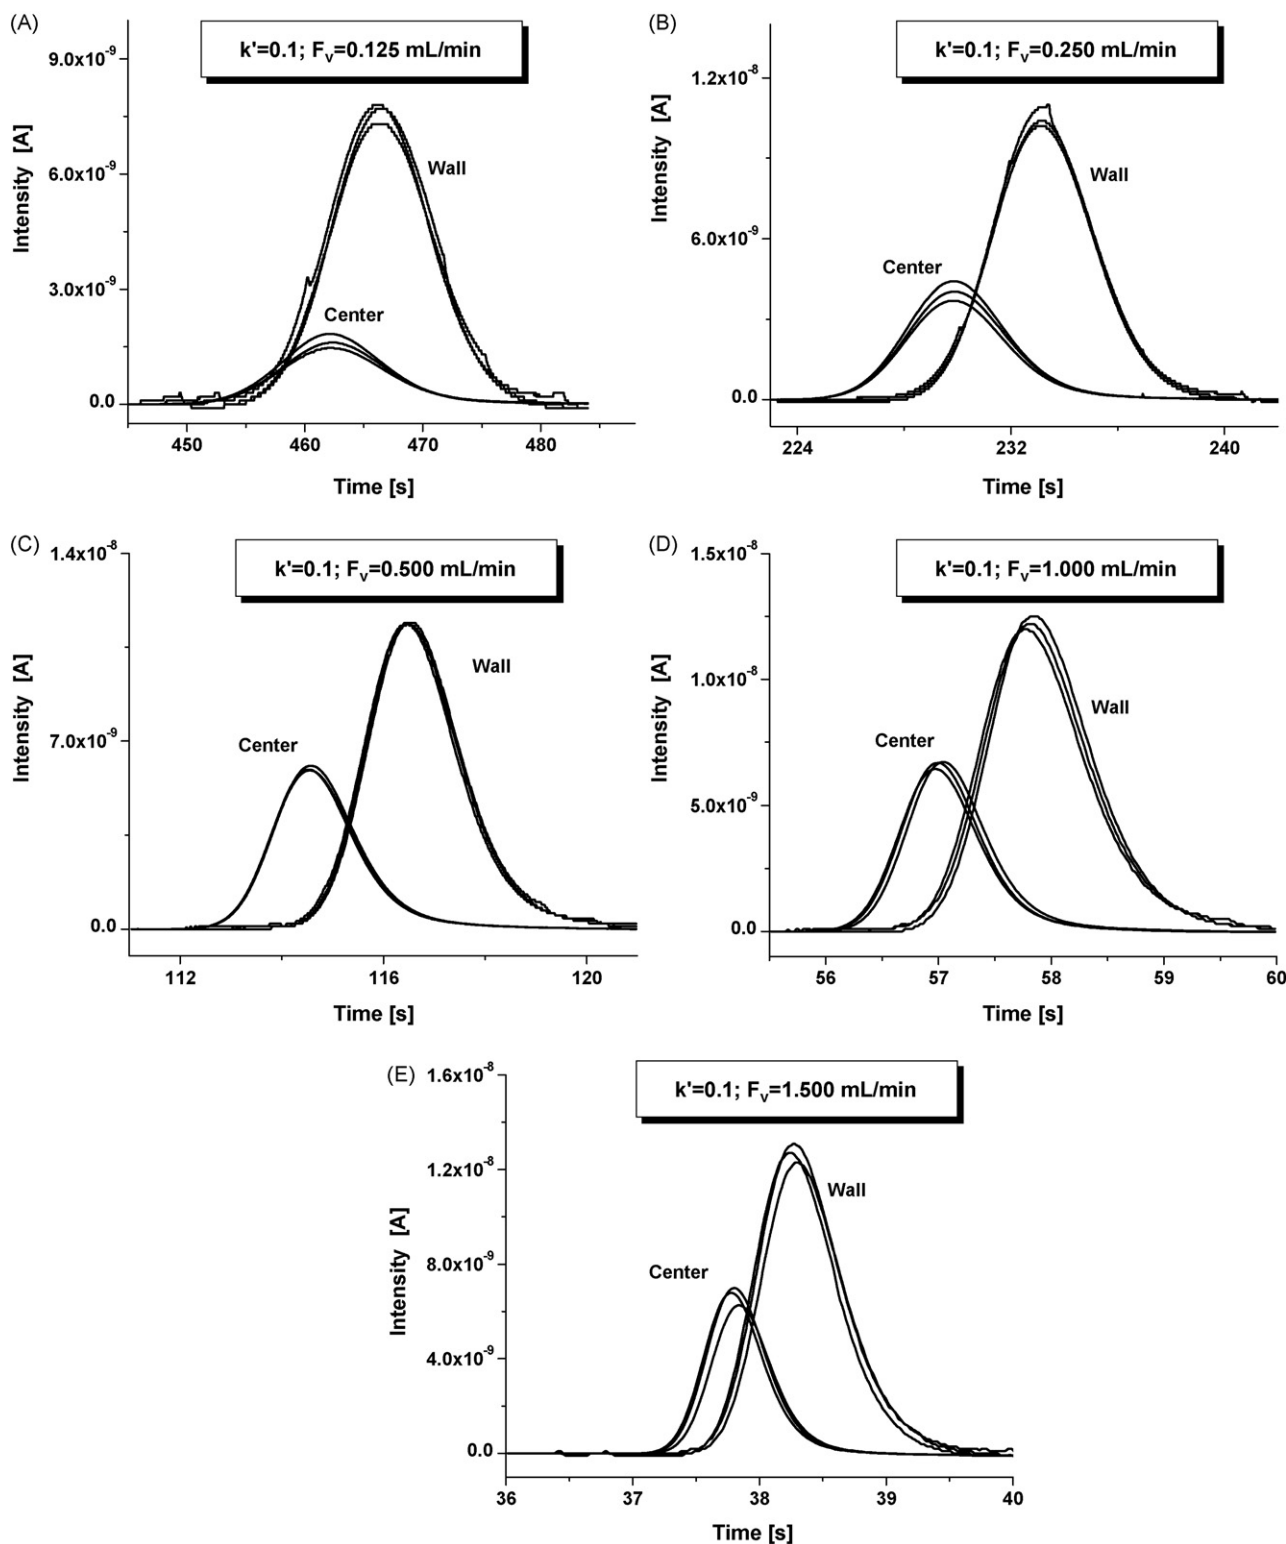 (A)
k'=0.1; Fv=0.125 mL/min
9.0x10⁻⁹
6.0x10⁻⁹
3.0x10⁻⁹
0.0
Intensity [A]
Wall
Center
450 460 470 480
Time [s]
(B)
k'=0.1; Fv=0.250 mL/min
1.2x10⁻⁸
6.0x10⁻⁹
0.0
Intensity [A]
Wall
Center
224 232 240
Time [s]
(C)
k'=0.1; Fv=0.500 mL/min
1.4x10⁻⁸
7.0x10⁻⁹
0.0
Intensity [A]
Wall
Center
112 116 120
Time [s]
(D)
k'=0.1; Fv=1.000 mL/min
1.5x10⁻⁸
1.0x10⁻⁸
5.0x10⁻⁹
0.0
Intensity [A]
Wall
Center
56 57 58 59 60
Time [s]
(E)
k'=0.1; Fv=1.500 mL/min
1.6x10⁻⁸
1.2x10⁻⁸
8.0x10⁻⁹
4.0x10⁻⁹
0.0
Intensity [A]
Wall
Center
36 37 38 39 40
Time [s]